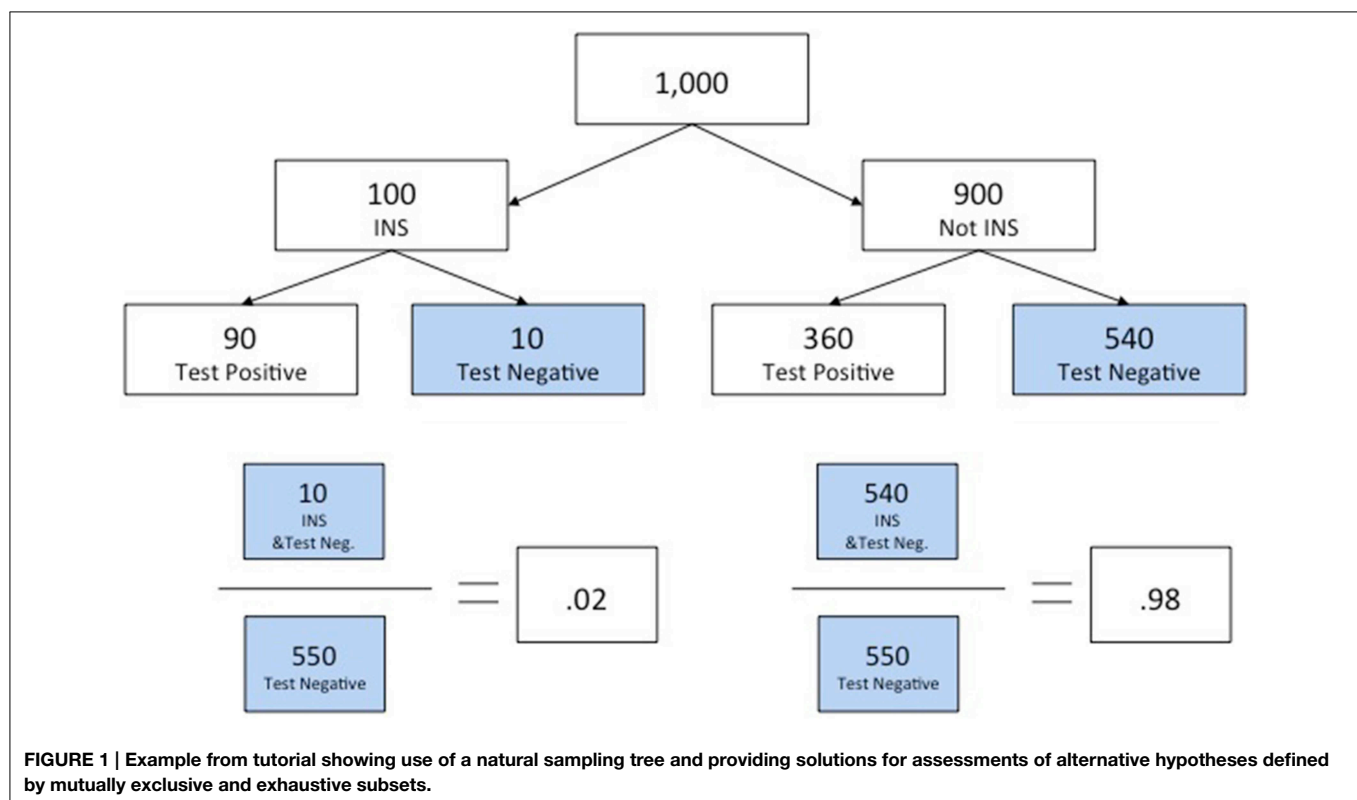 1,000
100
INS
900
Not INS
90
Test Positive
10
Test Negative
360
Test Positive
540
Test Negative
10
INS
&Test Neg.
=
.02
550
Test Negative
540
INS
&Test Neg.
=
.98
550
Test Negative
FIGURE 1 | Example from tutorial showing use of a natural sampling tree and providing solutions for assessments of alternative hypotheses defined
by mutually exclusive and exhaustive subsets.